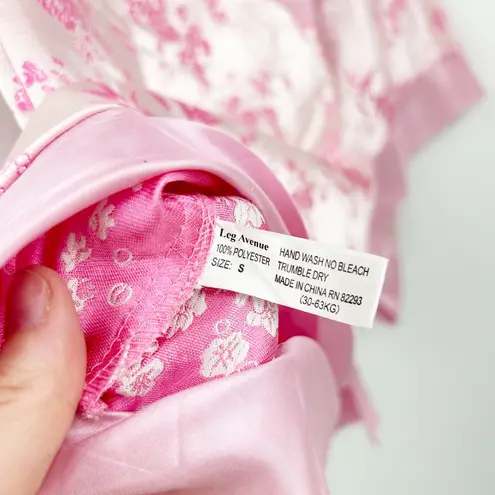 Leg Avenue
100% POLYESTER
SIZE: S
HAND WASH NO BLEACH
TRUMBLE DRY
MADE IN CHINA RN 82293
(30-63KG)